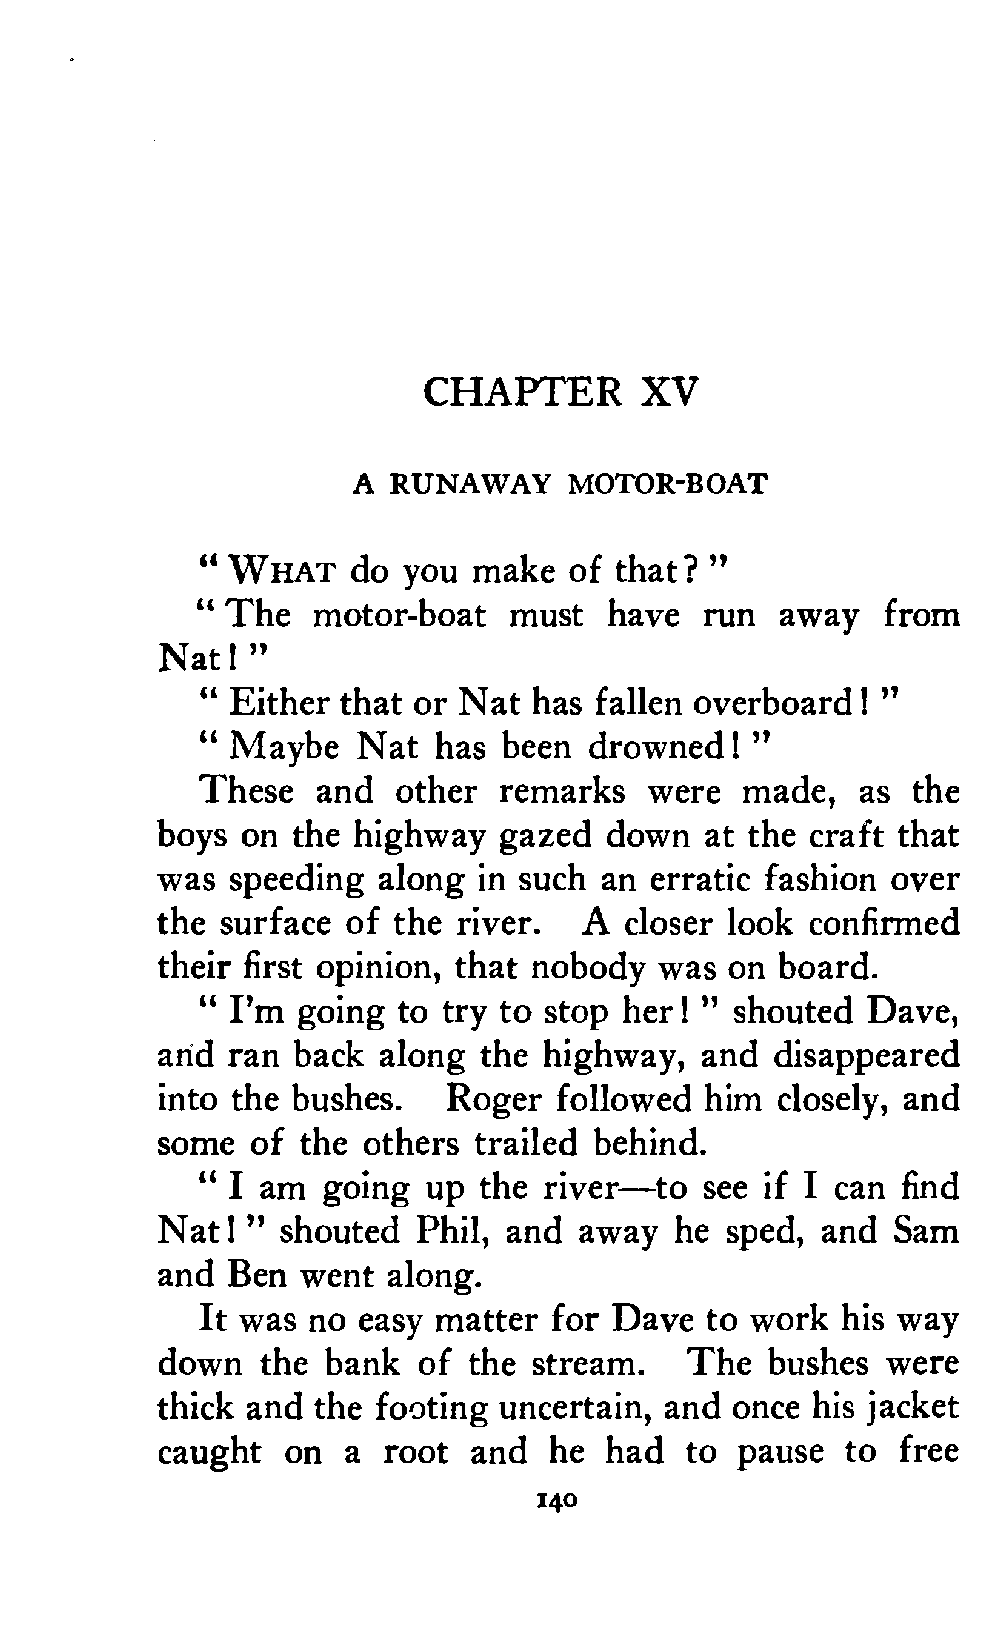 CHAPTER XV
A RUNAWAY MOTOR-BOAT
“ WHAT do you make of that? ”
“ The motor-boat must have run away from
Nat! ”
“ Either that or Nat has fallen overboard! ”
“ Maybe Nat has been drowned! ”
These and other remarks were made, as the
boys on the highway gazed down at the craft that
was speeding along in such an erratic fashion over
the surface of the river. A closer look confirmed
their first opinion, that nobody was on board.
“ I'm going to try to stop her! ” shouted Dave,
and ran back along the highway, and disappeared
into the bushes. Roger followed him closely, and
some of the others trailed behind.
“ I am going up the river—to see if I can find
Nat! ” shouted Phil, and away he sped, and Sam
and Ben went along.
It was no easy matter for Dave to work his way
down the bank of the stream. The bushes were
thick and the footing uncertain, and once his jacket
caught on a root and he had to pause to free
140